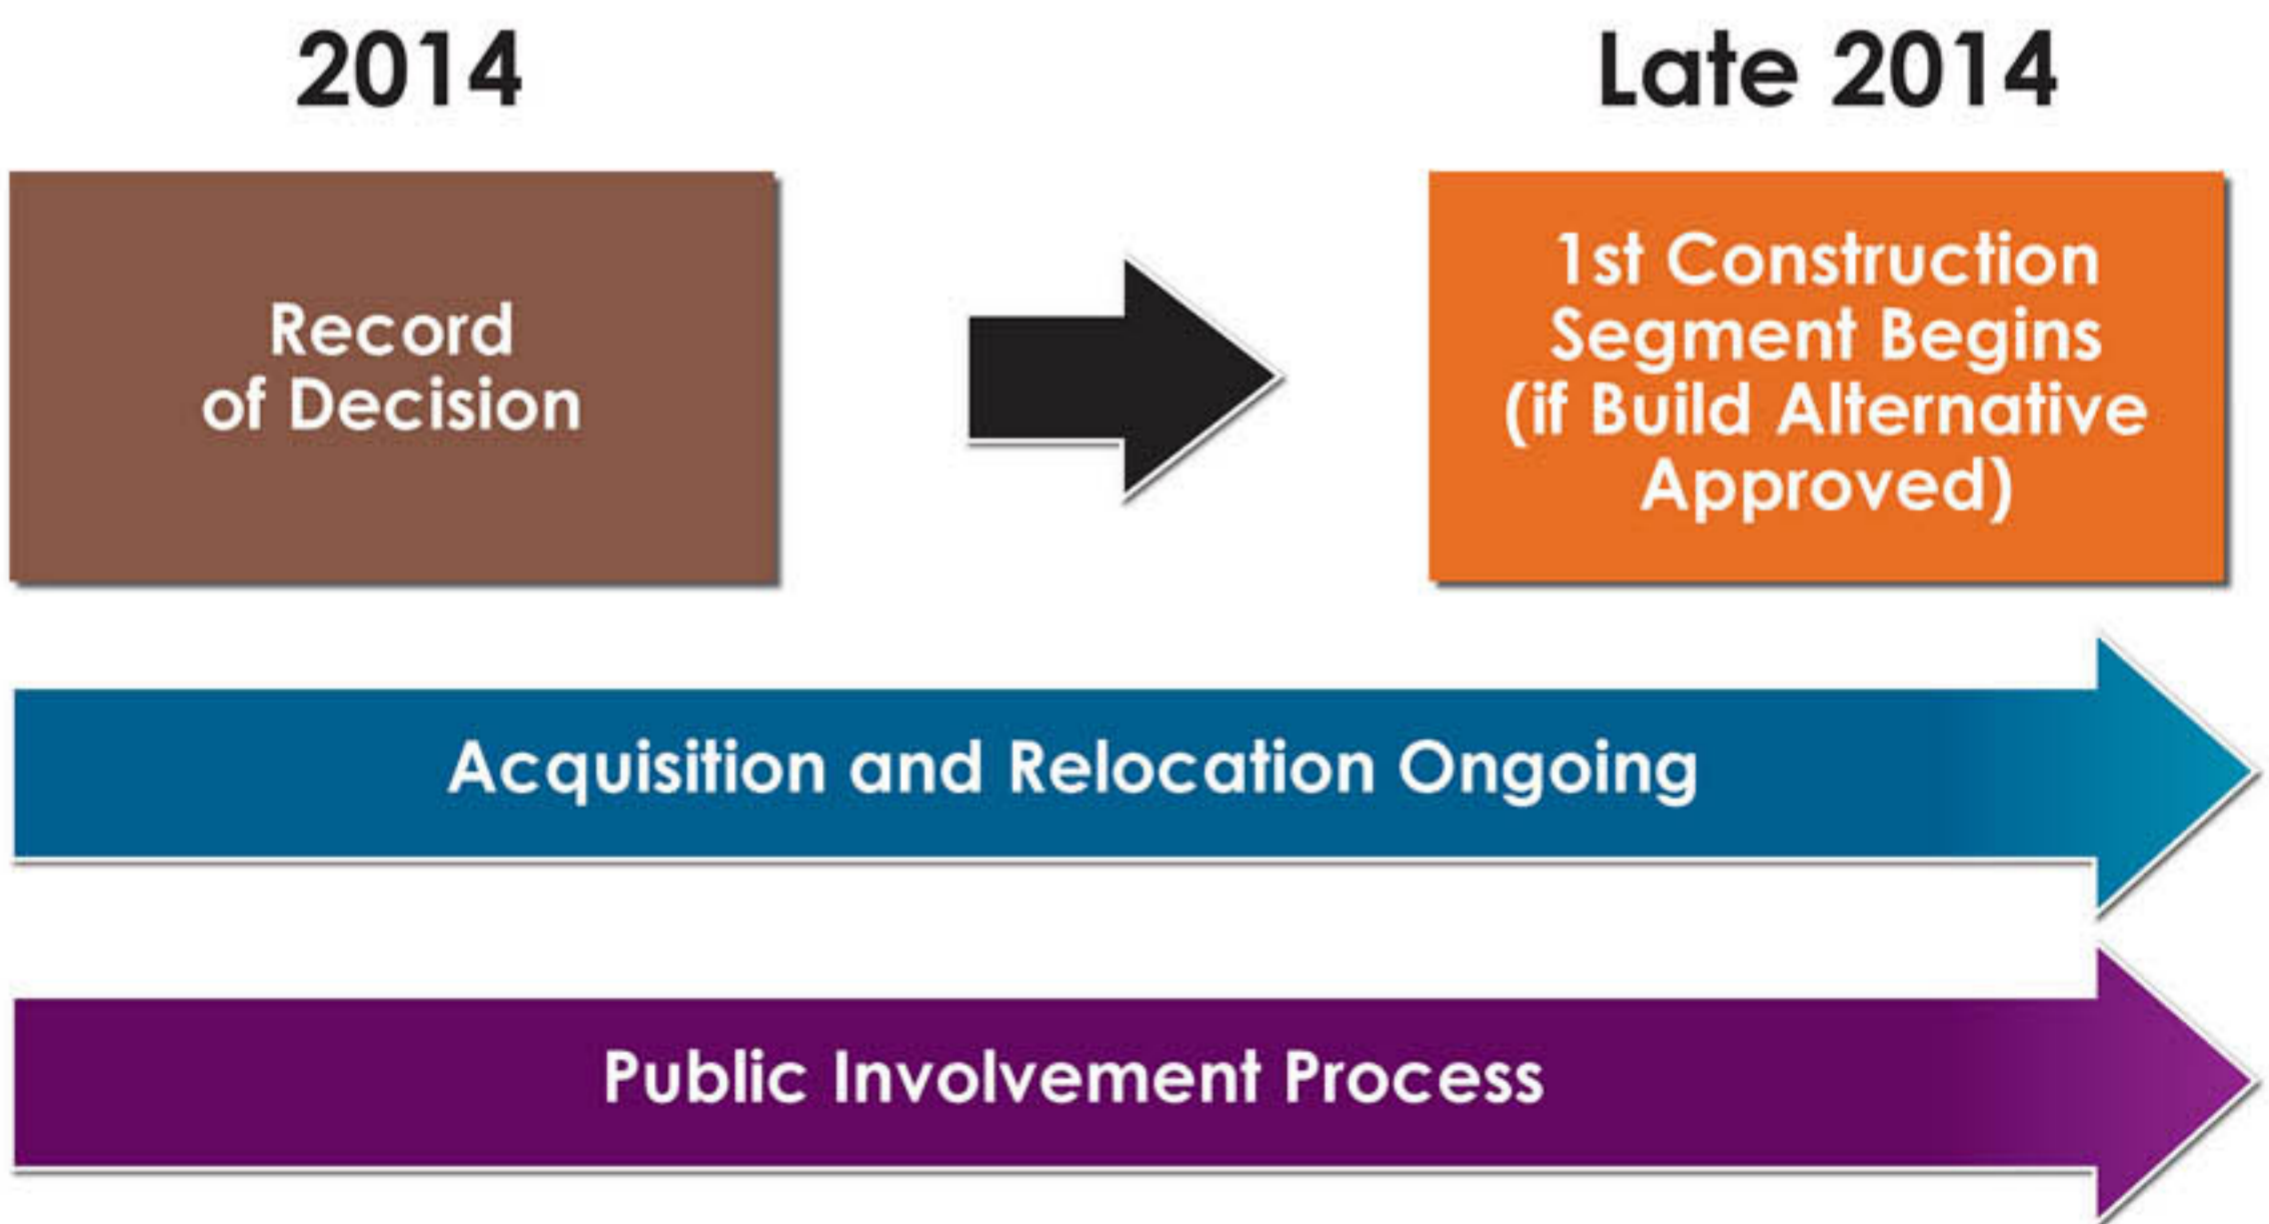 2014
Late 2014
Record
of Decision
1st Construction
Segment Begins
(if Build Alternative
Approved)
Acquisition and Relocation Ongoing
Public Involvement Process